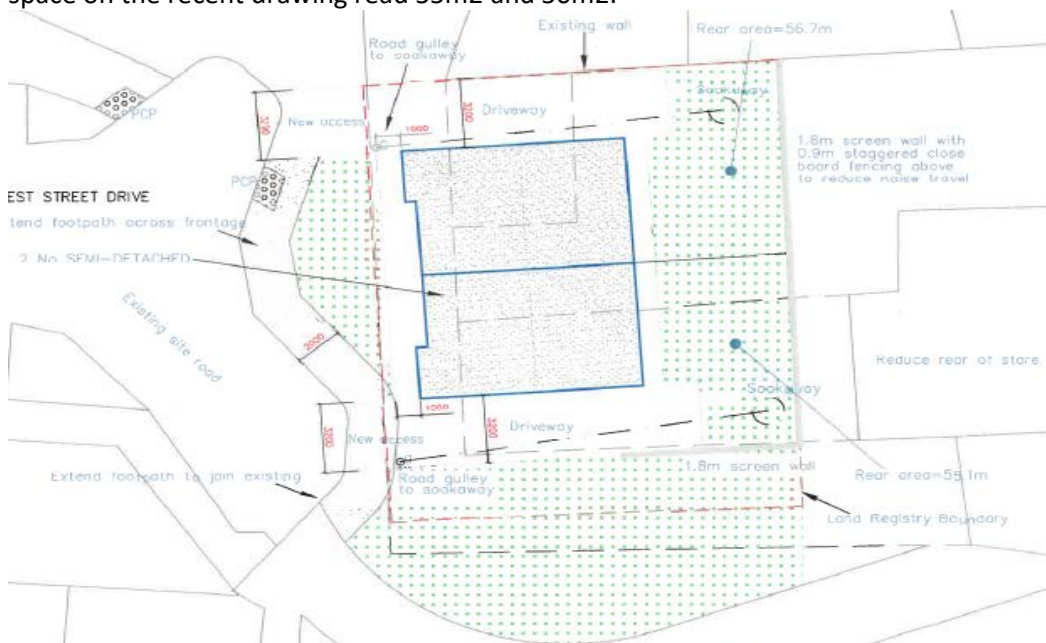 space on the recent drawing read 55m2 and 50m2.
Existing wall
Rear area=56.7m
Road gulley
to soakaway
PCP
New access
3200
1000
3200
Driveway
Soakaway
1.8m screen wall with
0.9m staggered close
board fencing above
to reduce noise travel
PCP
EST STREET DRIVE
tend footpath across frontage
2 No SEMI-DETACHED
Existing site road
2000
Reduce rear of store
Soakaway
1000
3200
3200
New access
Driveway
Extend footpath to join existing
Road gulley
to soakaway
1.8m screen wall
Rear area=55.1m
Land Registry Boundary